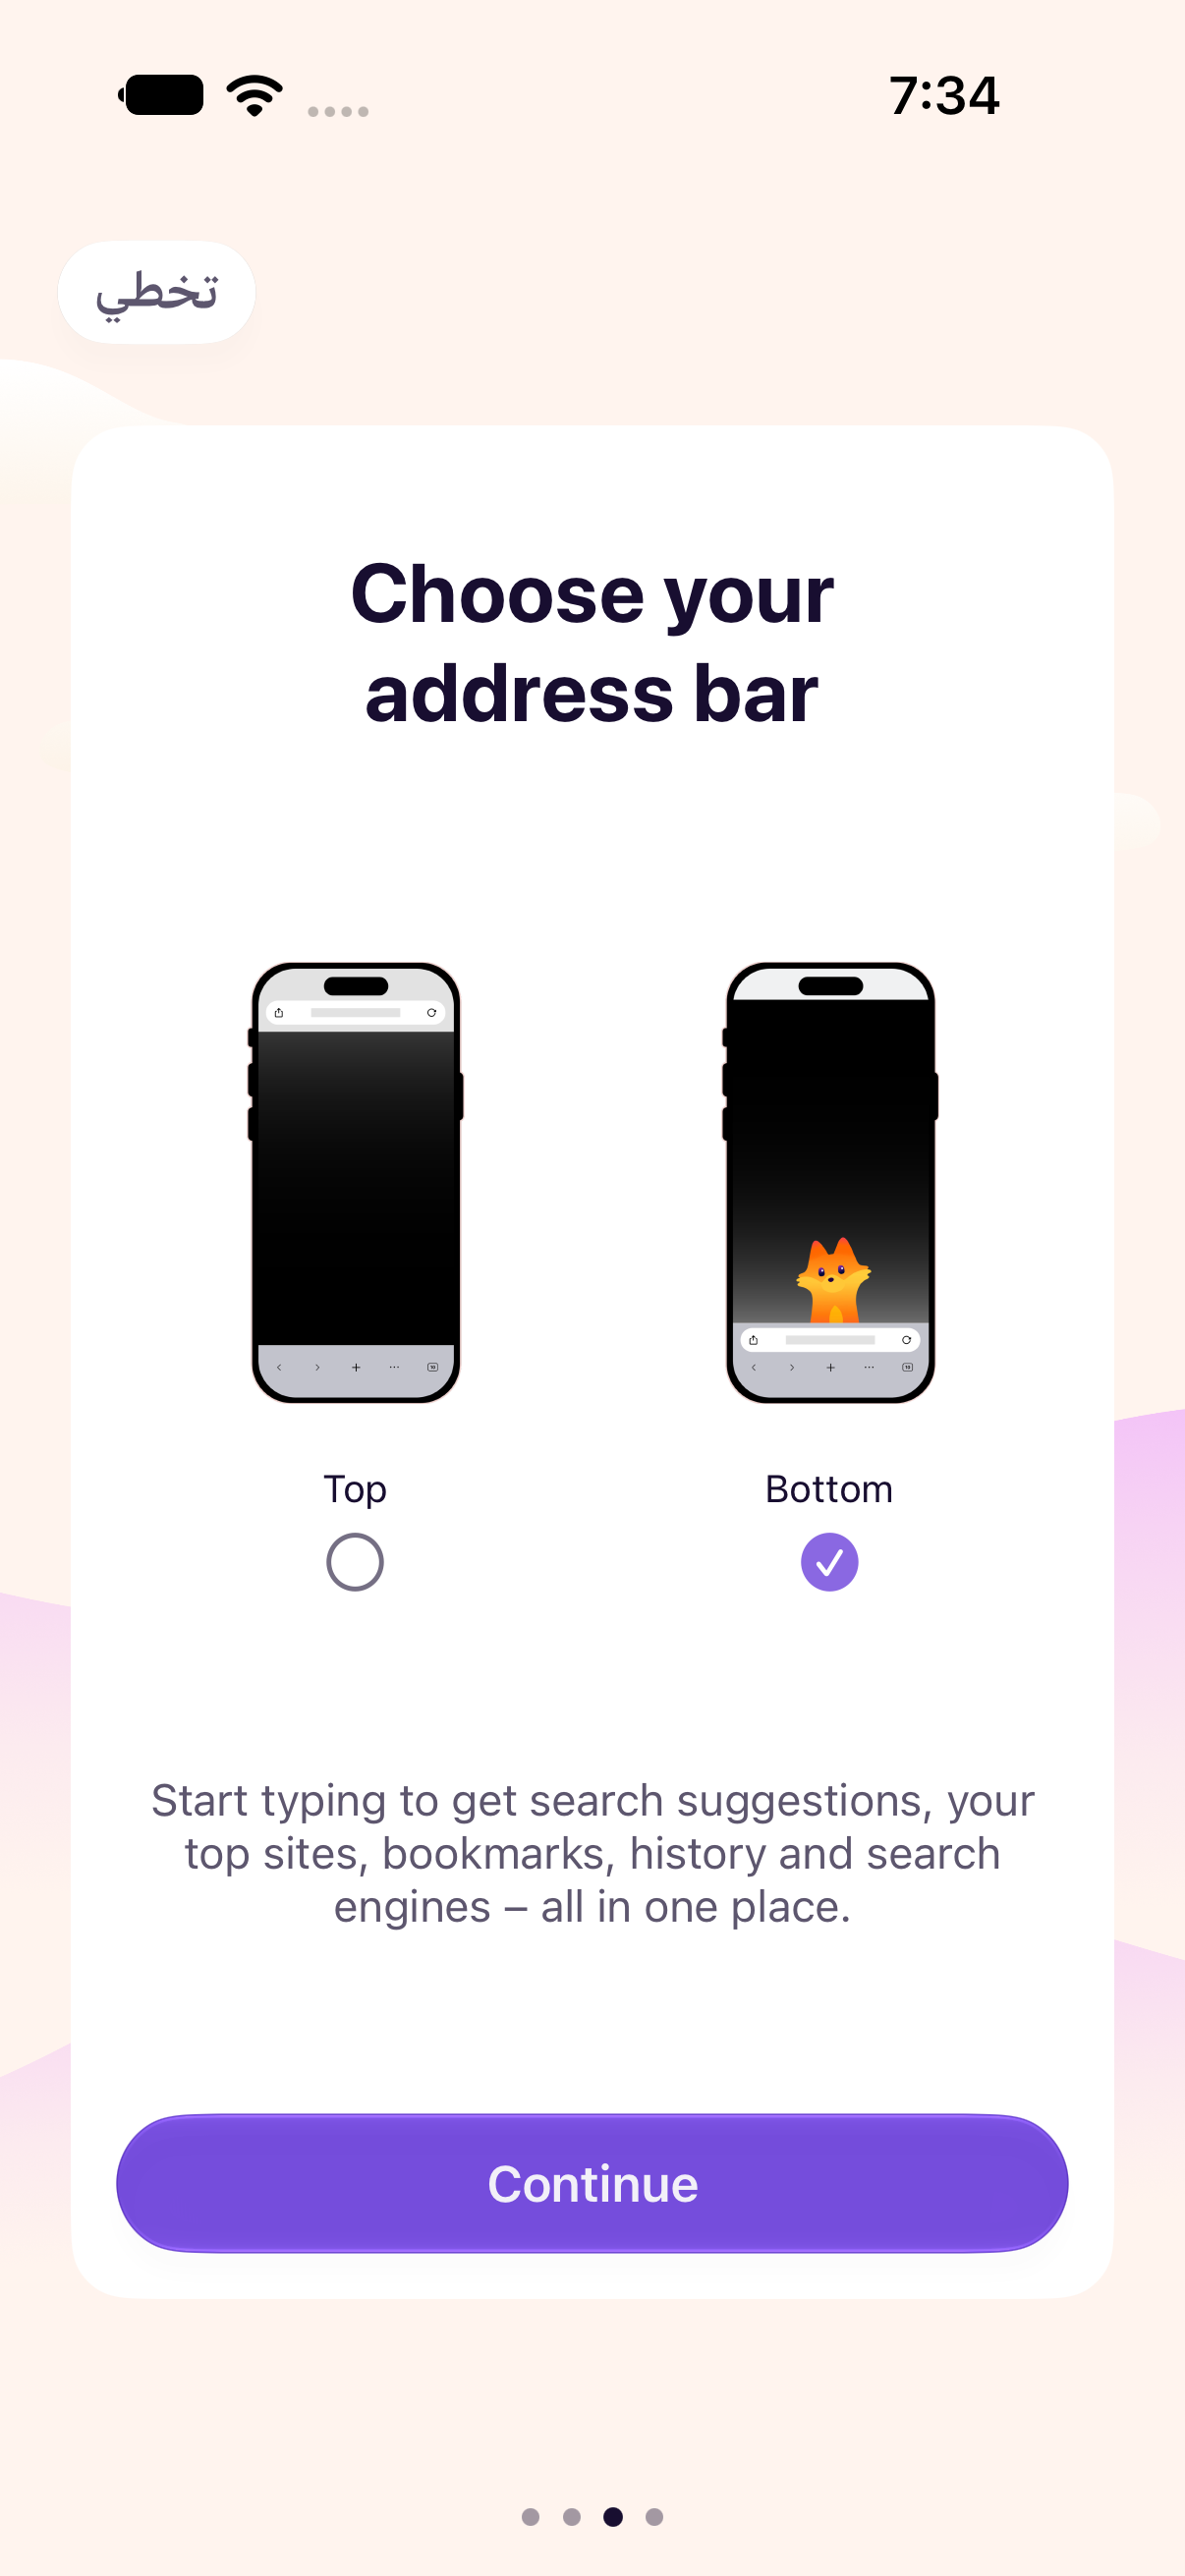 7:34
تخطي
Choose your
address bar
Top
Bottom
Start typing to get search suggestions, your
top sites, bookmarks, history and search
engines – all in one place.
Continue